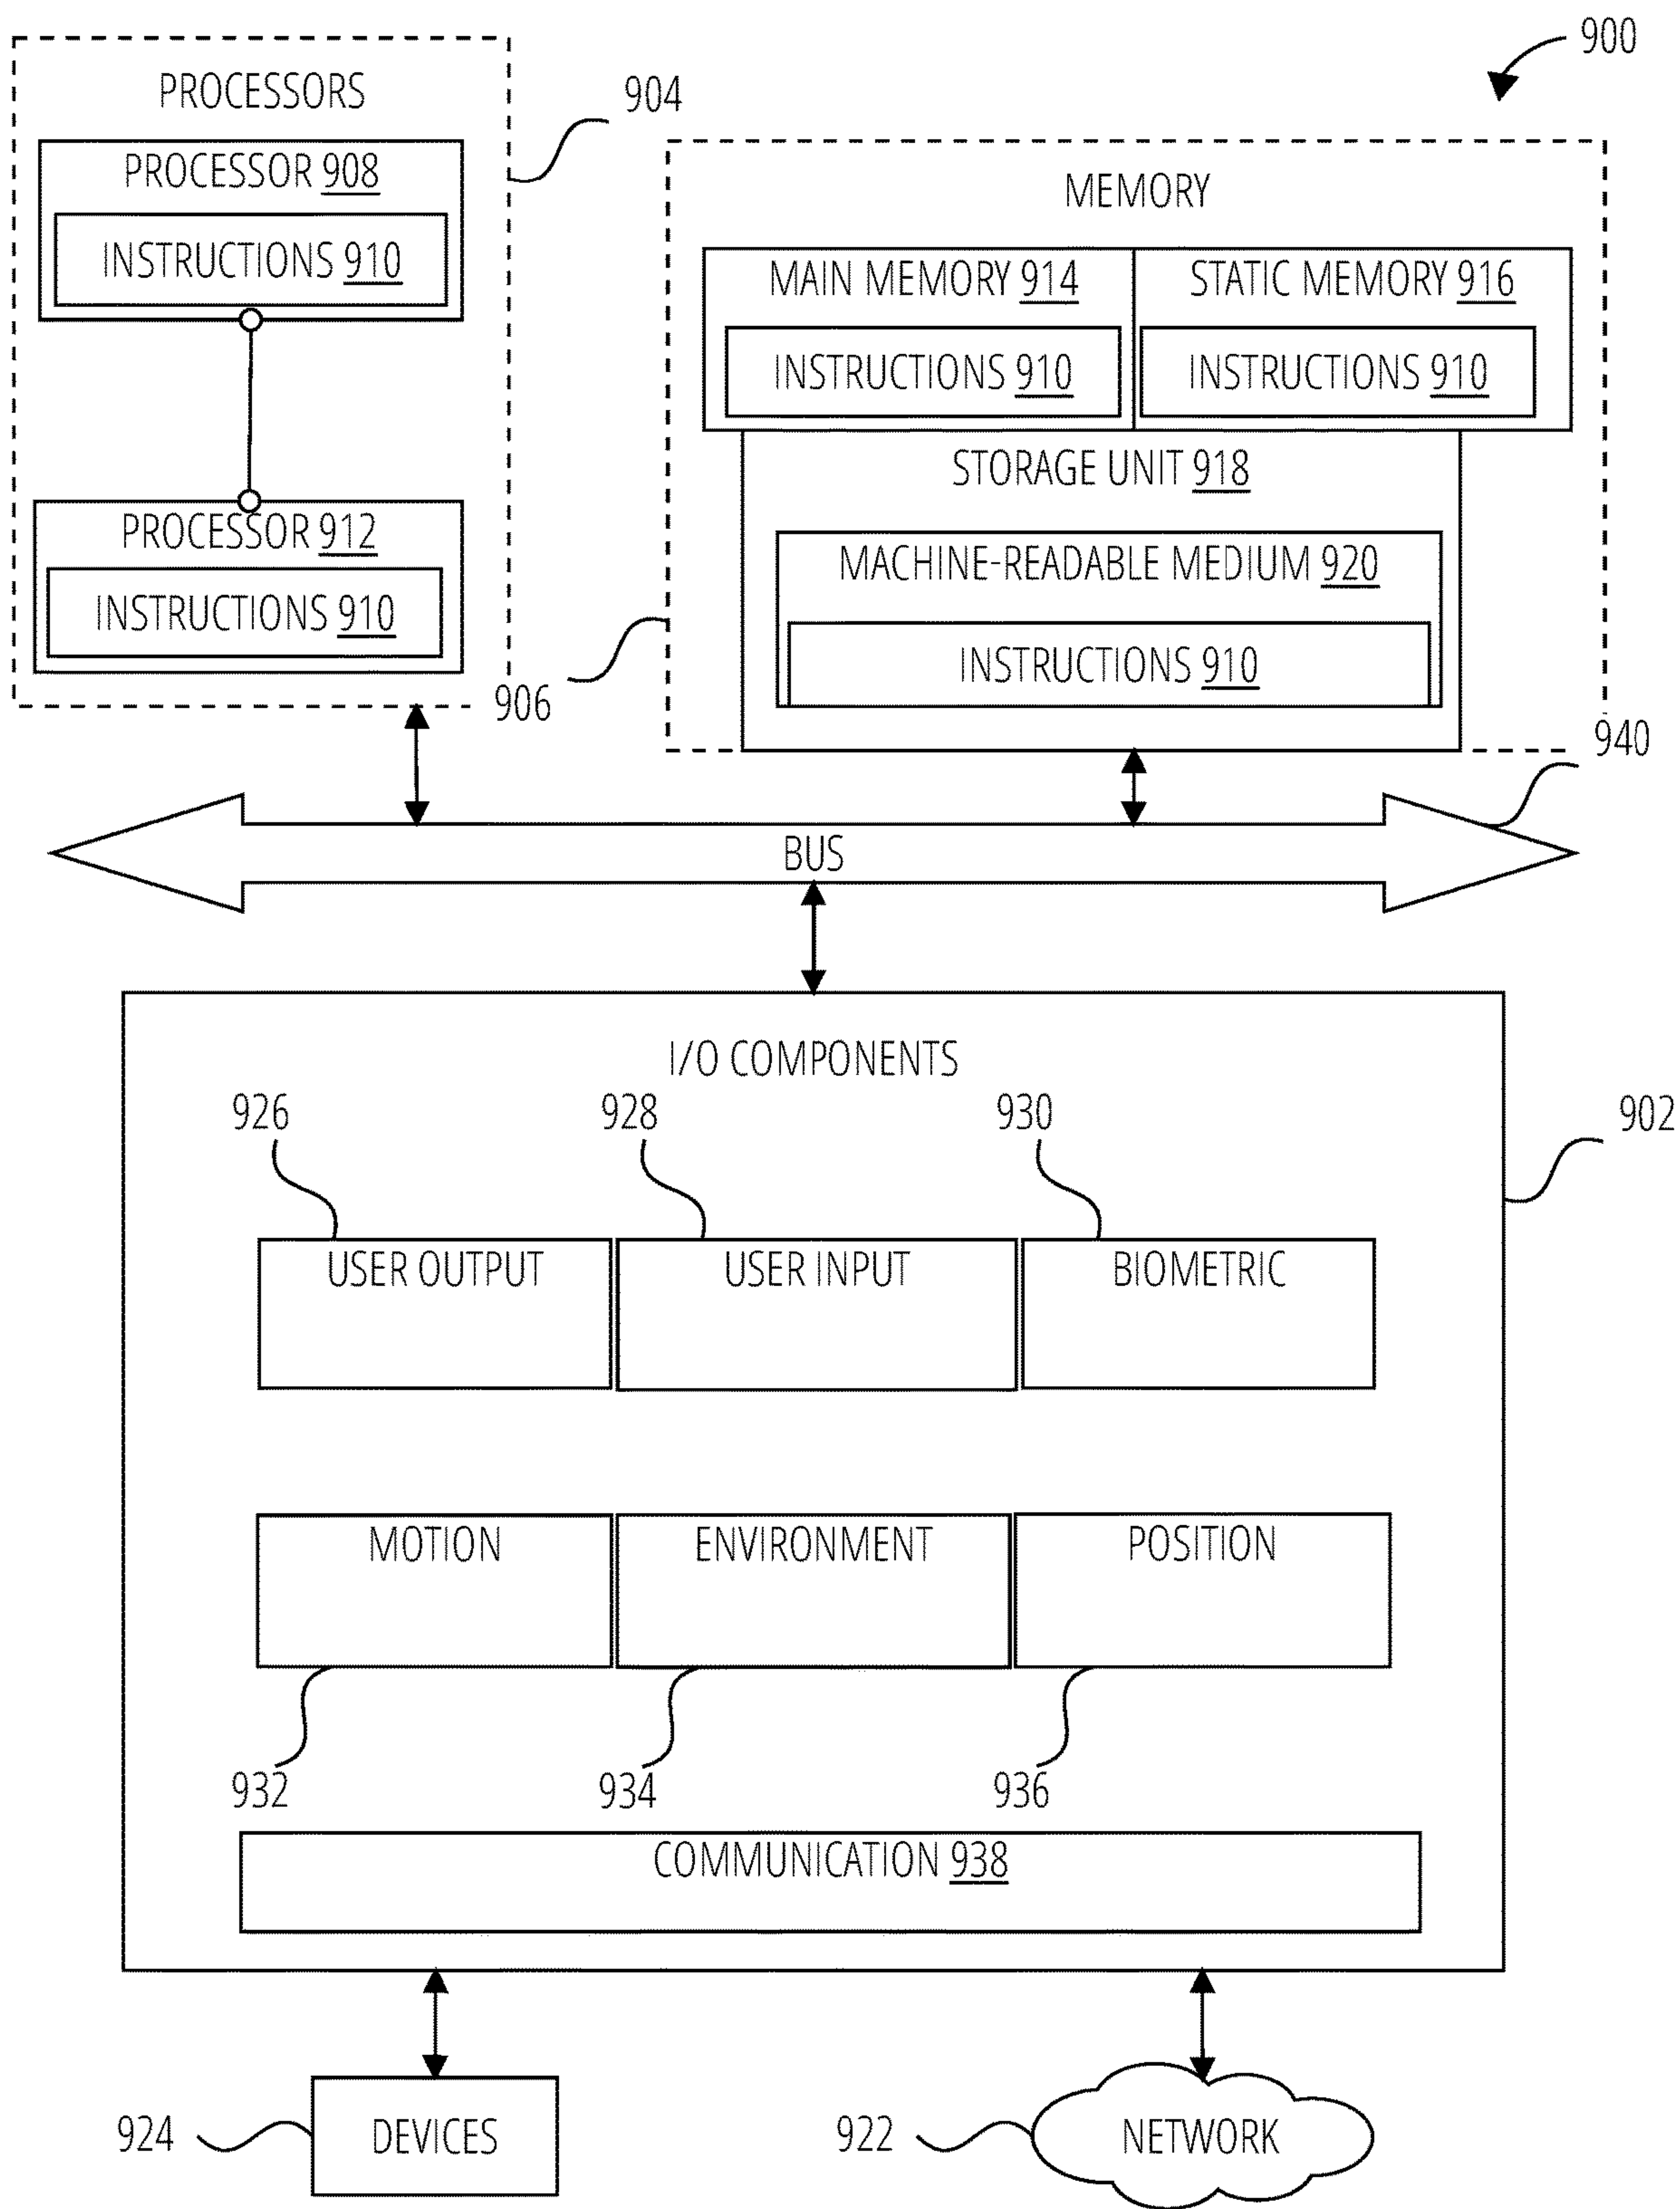 900
PROCESSORS
904
PROCESSOR 908
INSTRUCTIONS 910
PROCESSOR 912
INSTRUCTIONS 910
MEMORY
MAIN MEMORY 914
STATIC MEMORY 916
INSTRUCTIONS 910
INSTRUCTIONS 910
STORAGE UNIT 918
MACHINE-READABLE MEDIUM 920
INSTRUCTIONS 910
906
940
BUS
I/O COMPONENTS
902
926
928
930
USER OUTPUT
USER INPUT
BIOMETRIC
MOTION
ENVIRONMENT
POSITION
932
934
936
COMMUNICATION 938
924
DEVICES
922
NETWORK